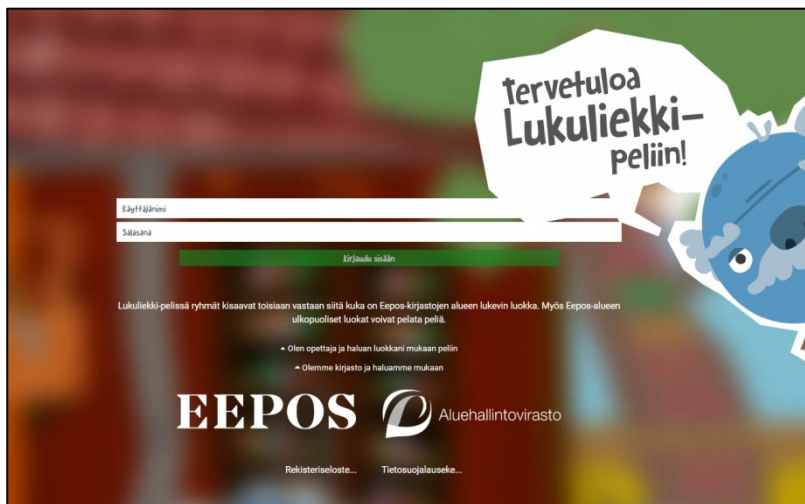 Tervetuloa
Lukuliekki-
peliin!
Käyttäjänimi
Salasana
Kirjaudu sisään
Lukuliekki-pelissä ryhmät kisaavat toisiaan vastaan siitä kuka on Eepos-kirjastojen alueen lukevin luokka. Myös Eepos-alueen
ulkopuoliset luokat voivat pelata peliä.
Olen opettaja ja haluan luokkani mukaan peliin
Olemme kirjasto ja haluamme mukaan
EEPOS Aluehallintovirasto
Rekisteriseloste... Tietosuojalauseke...